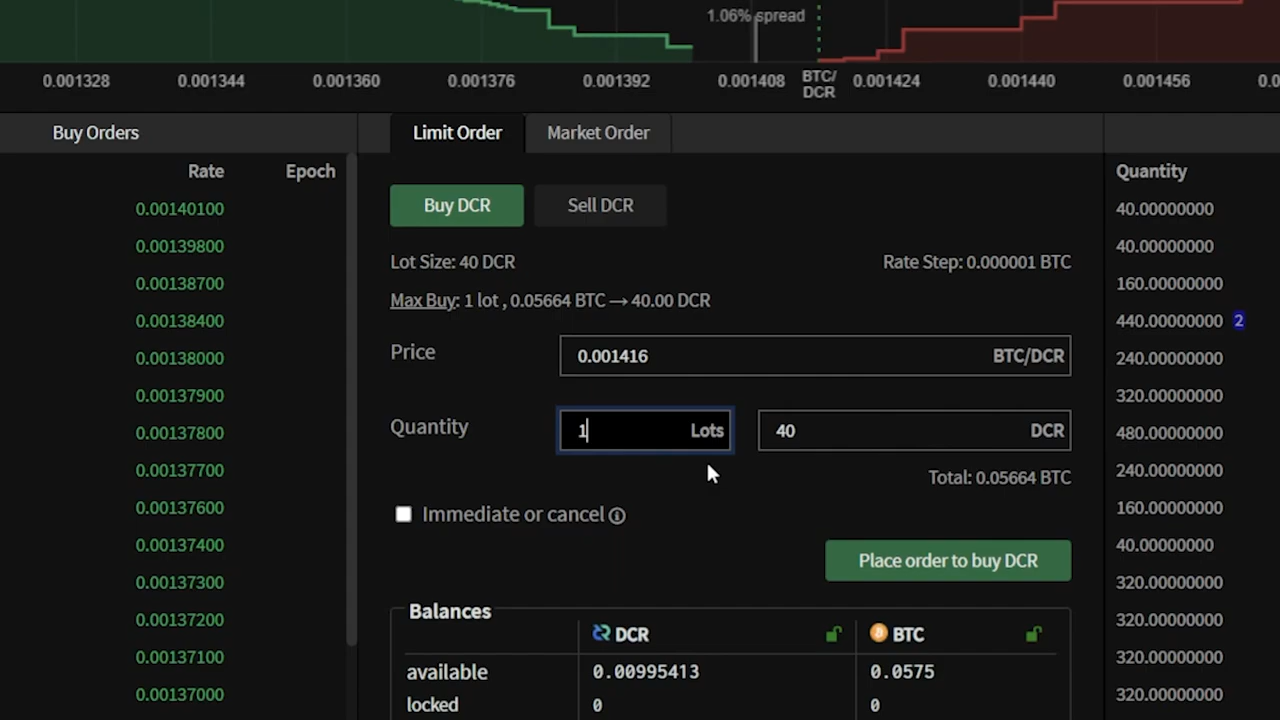 1.06% spread
0.001328 0.001344 0.001360 0.001376 0.001392 0.001408 BTC/ DCR 0.001424 0.001440 0.001456
Buy Orders
Limit Order Market Order
Rate Epoch
Quantity
0.00140100
0.00139800
0.00138700
0.00138400
0.00138000
0.00137900
0.00137800
0.00137700
0.00137600
0.00137400
0.00137300
0.00137200
0.00137100
0.00137000
Buy DCR Sell DCR
Lot Size: 40 DCR Rate Step: 0.000001 BTC
Max Buy: 1 lot , 0.05664 BTC → 40.00 DCR
Price 0.001416 BTC/DCR
Quantity 1 Lots 40 DCR
Total: 0.05664 BTC
Immediate or cancel
Place order to buy DCR
Balances
DCR BTC
available 0.00995413 0.0575
locked 0 0
40.00000000
40.00000000
160.00000000
440.00000000 2
240.00000000
320.00000000
480.00000000
240.00000000
160.00000000
40.00000000
320.00000000
320.00000000
320.00000000
320.00000000